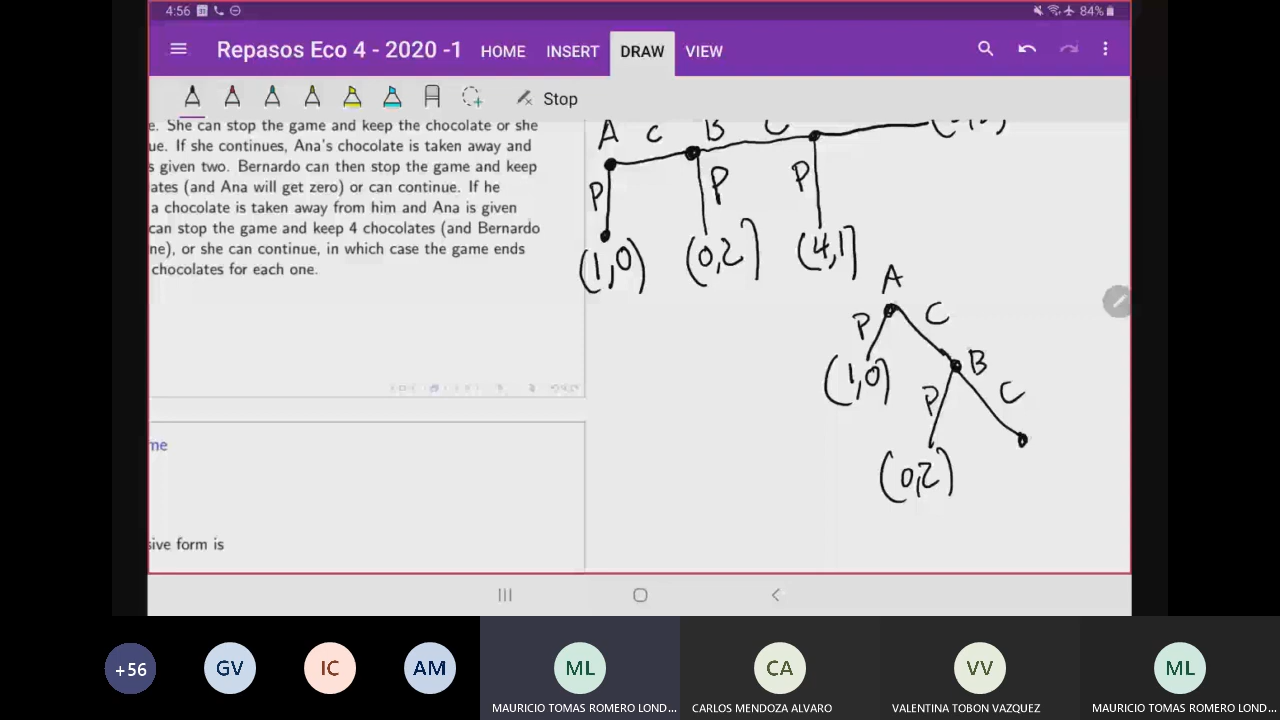 4:56 84%
Repasos Eco 4 - 2020 -1 HOME INSERT DRAW VIEW
Stop
e. She can stop the game and keep the chocolate or she
ue. If she continues, Ana's chocolate is taken away and
s given two. Bernardo can then stop the game and keep
ates (and Ana will get zero) or can continue. If he
a chocolate is taken away from him and Ana is given
can stop the game and keep 4 chocolates (and Bernardo
ne), or she can continue, in which case the game ends
chocolates for each one.
me
sive form is
A C B C
P P P
(1,0) (0,2) (4,1)
A
P C
(1,0) B
P C
(0,2)
+56 GV IC AM ML CA VV ML
MAURICIO TOMAS ROMERO LOND... CARLOS MENDOZA ALVARO VALENTINA TOBON VAZQUEZ MAURICIO TOMAS ROMERO LOND...